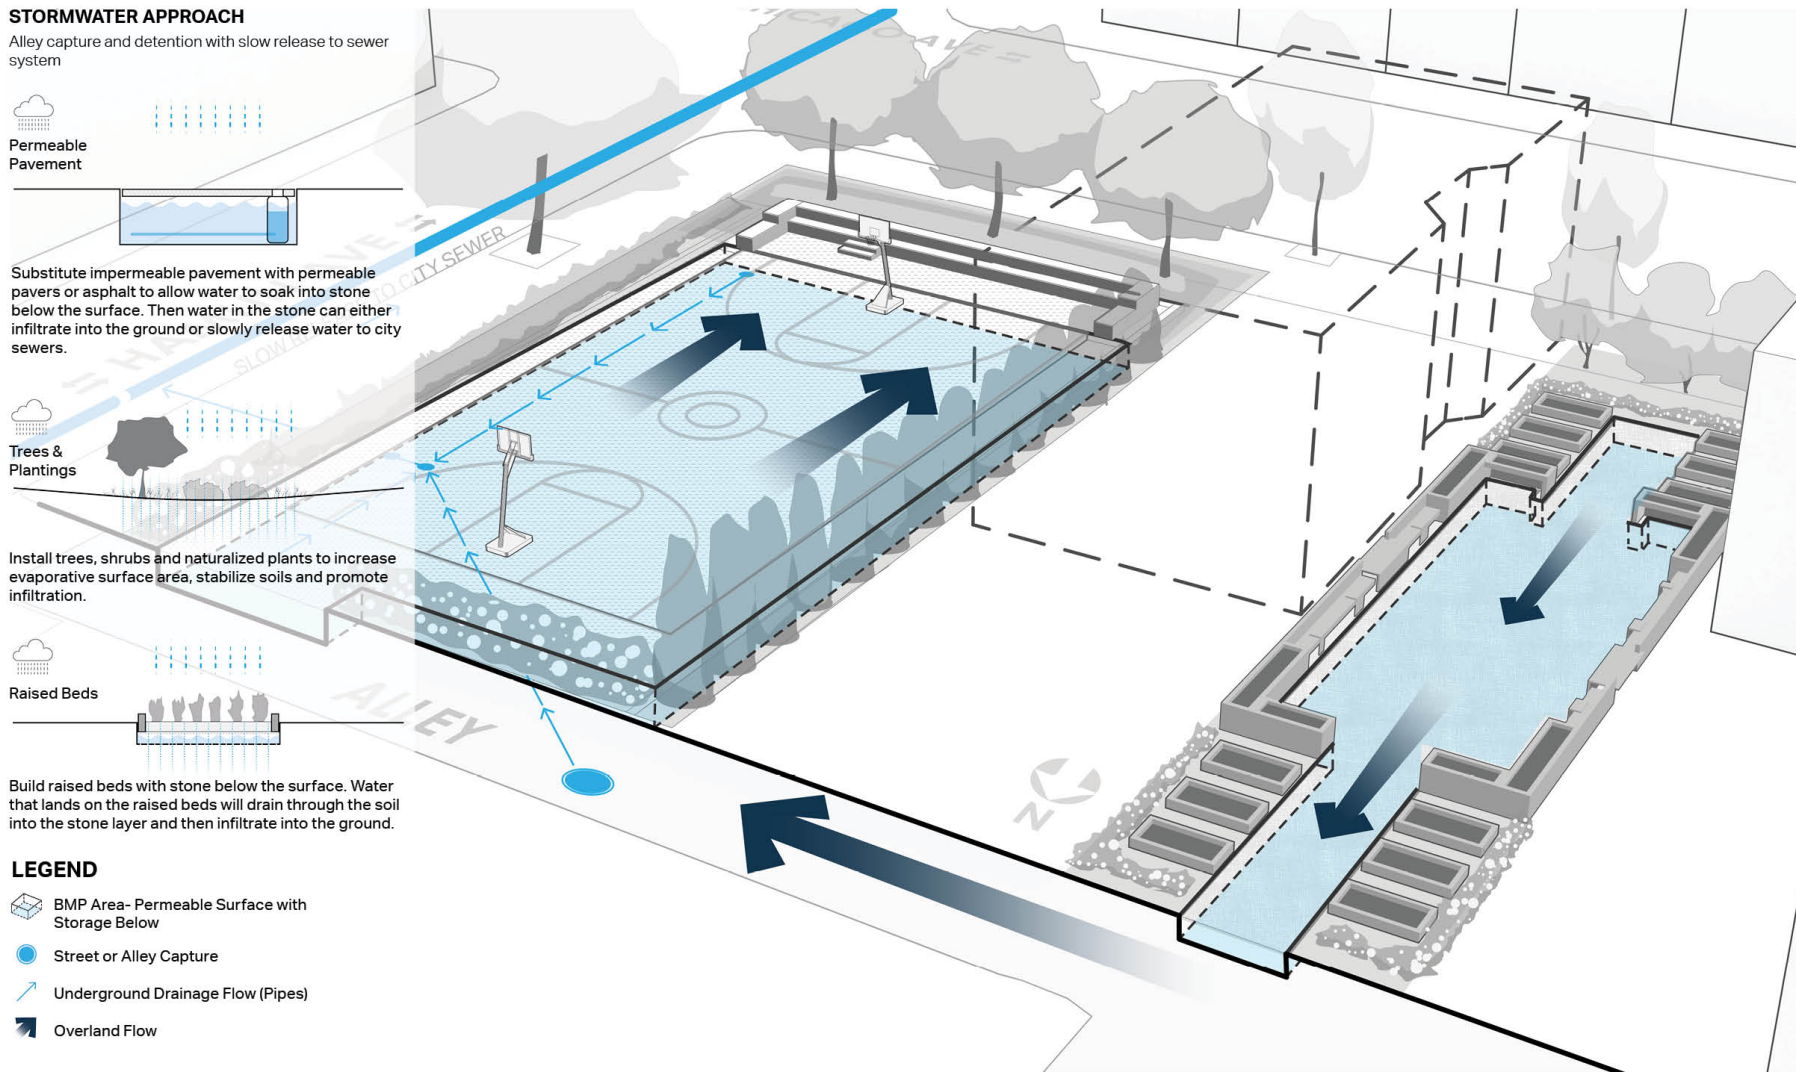 STORMWATER APPROACH
Alley capture and detention with slow release to sewer
system
Permeable
Pavement
Substitute impermeable pavement with permeable
pavers or asphalt to allow water to soak into stone
below the surface. Then water in the stone can either
infiltrate into the ground or slowly release water to city
sewers.
Trees &
Plantings
Install trees, shrubs and naturalized plants to increase
evaporative surface area, stabilize soils and promote
infiltration.
Raised Beds
Build raised beds with stone below the surface. Water
that lands on the raised beds will drain through the soil
into the stone layer and then infiltrate into the ground.
LEGEND
BMP Area- Permeable Surface with
Storage Below
Street or Alley Capture
Underground Drainage Flow (Pipes)
Overland Flow
AVE
TO CITY SEWER
SLOW
CHICAGO AVE
ALLEY
N